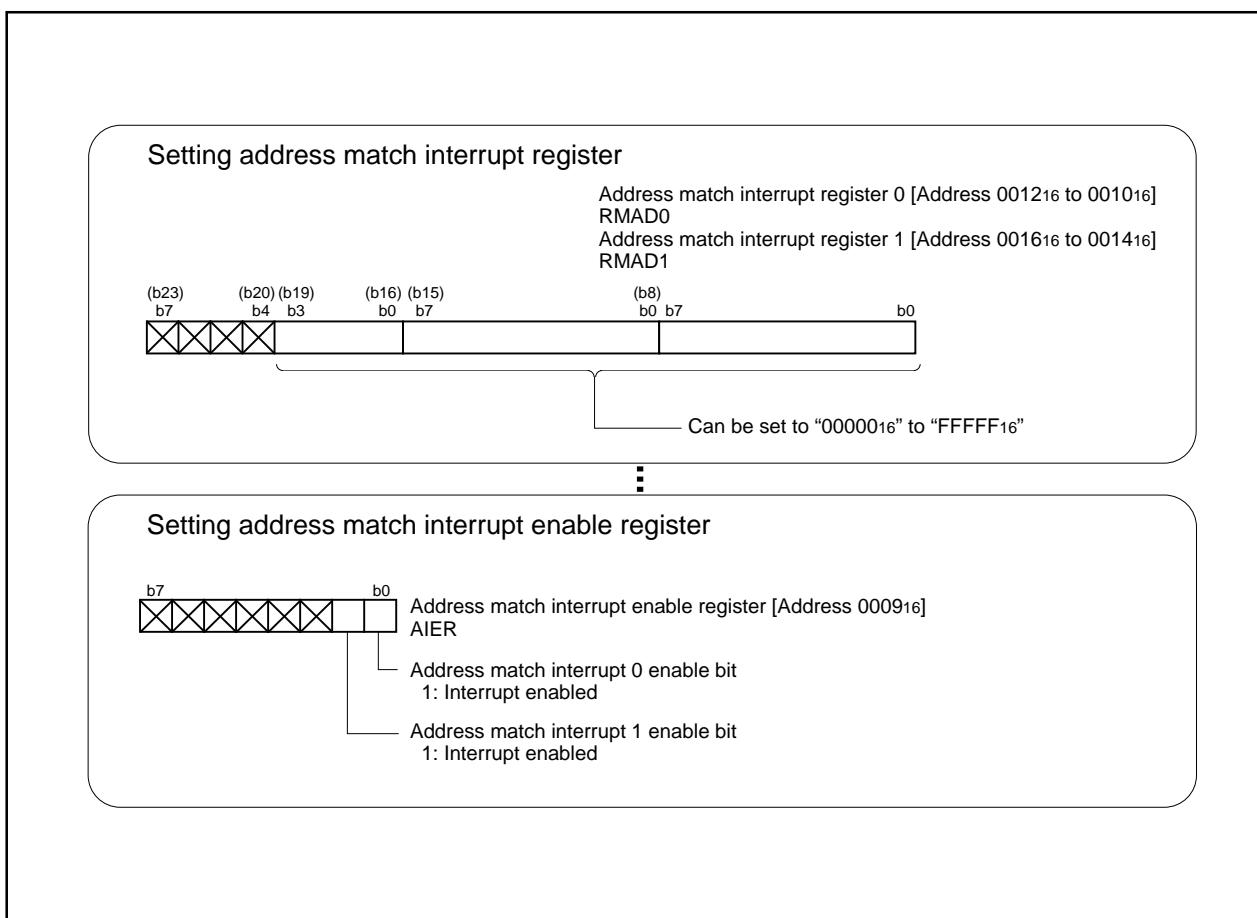 Setting address match interrupt register
Address match interrupt register 0 [Address 001216 to 001016]
RMAD0
Address match interrupt register 1 [Address 001616 to 001416]
RMAD1
(b23) (b20) (b19) (b16) (b15) (b8)
b7 b4 b3 b0 b7 b0 b7 b0
Can be set to “0000016” to “FFFFF16”
Setting address match interrupt enable register
b7 b0
Address match interrupt enable register [Address 000916]
AIER
Address match interrupt 0 enable bit
1: Interrupt enabled
Address match interrupt 1 enable bit
1: Interrupt enabled